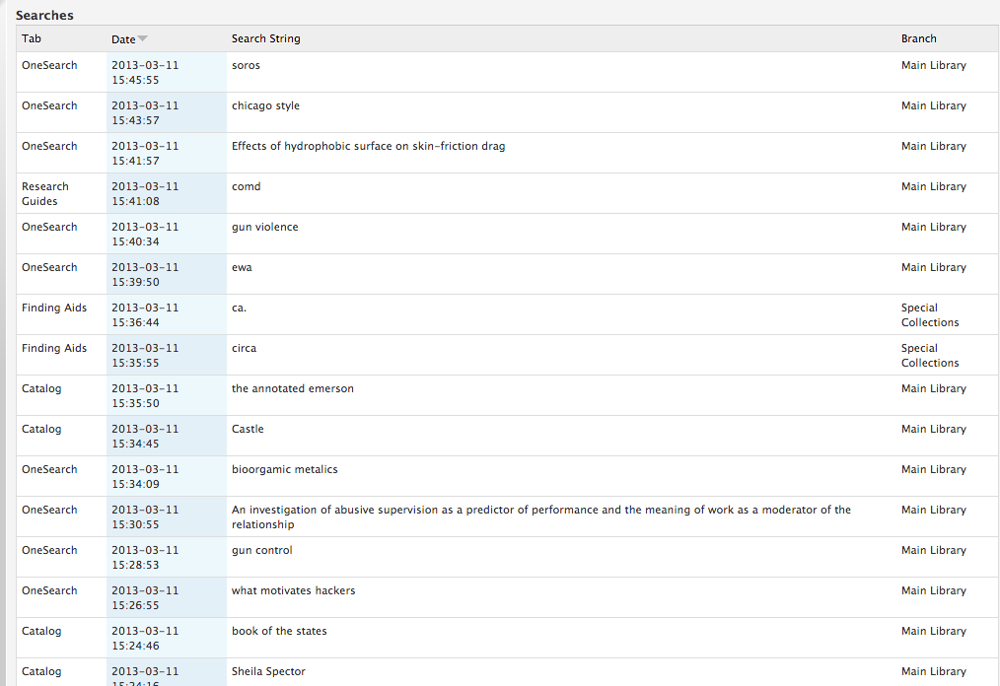 Searches
Tab Date Search String Branch
OneSearch 2013-03-11 soros Main Library
15:45:55
OneSearch 2013-03-11 chicago style Main Library
15:43:57
OneSearch 2013-03-11 Effects of hydrophobic surface on skin-friction drag Main Library
15:41:57
Research 2013-03-11 comd Main Library
Guides 15:41:08
OneSearch 2013-03-11 gun violence Main Library
15:40:34
OneSearch 2013-03-11 ewa Main Library
15:39:50
Finding Aids 2013-03-11 ca. Special
15:36:44 Collections
Finding Aids 2013-03-11 circa Special
15:35:55 Collections
Catalog 2013-03-11 the annotated emerson Main Library
15:35:50
Catalog 2013-03-11 Castle Main Library
15:34:45
OneSearch 2013-03-11 bioorgamic metalics Main Library
15:34:09
OneSearch 2013-03-11 An investigation of abusive supervision as a predictor of performance and the meaning of work as a moderator of the Main Library
15:30:55 relationship
OneSearch 2013-03-11 gun control Main Library
15:28:53
OneSearch 2013-03-11 what motivates hackers Main Library
15:26:55
Catalog 2013-03-11 book of the states Main Library
15:24:46
Catalog 2013-03-11 Sheila Spector Main Library
15:24:16